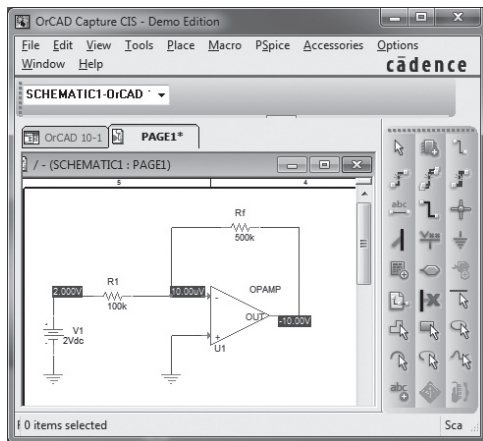 OrCAD Capture CIS - Demo Edition
File Edit View Tools Place Macro PSpice Accessories Options
Window Help
cādence
SCHEMATIC1-OrCAD
OrCAD 10-1 PAGE1*
/ - (SCHEMATIC1 : PAGE1)
5 4
Rf
500k
R1
OPAMP
2.000V
10.00uV
100k
-
OUT
-10.00V
V1
2Vdc
+
U1
abc
abc
0 items selected
Sca